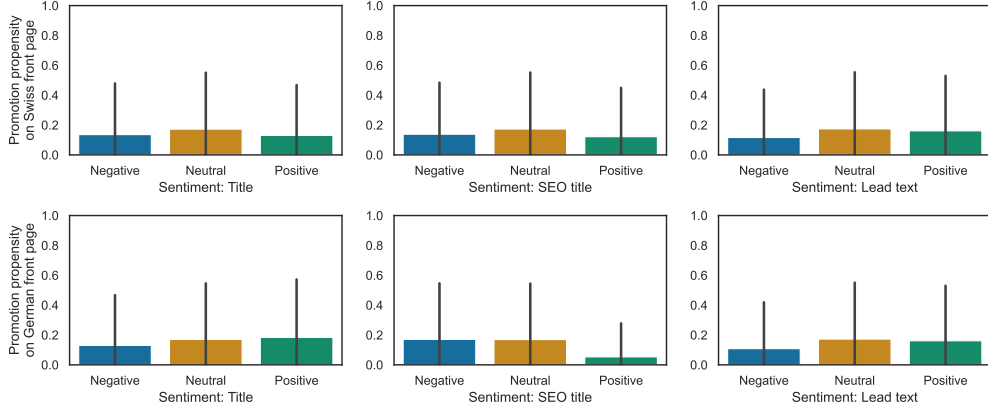 Promotion propensity
on Swiss front page
1.0
0.8
0.6
0.4
0.2
0.0
Negative Neutral Positive
Sentiment: Title
1.0
0.8
0.6
0.4
0.2
0.0
Negative Neutral Positive
Sentiment: SEO title
1.0
0.8
0.6
0.4
0.2
0.0
Negative Neutral Positive
Sentiment: Lead text
Promotion propensity
on German front page
1.0
0.8
0.6
0.4
0.2
0.0
Negative Neutral Positive
Sentiment: Title
1.0
0.8
0.6
0.4
0.2
0.0
Negative Neutral Positive
Sentiment: SEO title
1.0
0.8
0.6
0.4
0.2
0.0
Negative Neutral Positive
Sentiment: Lead text